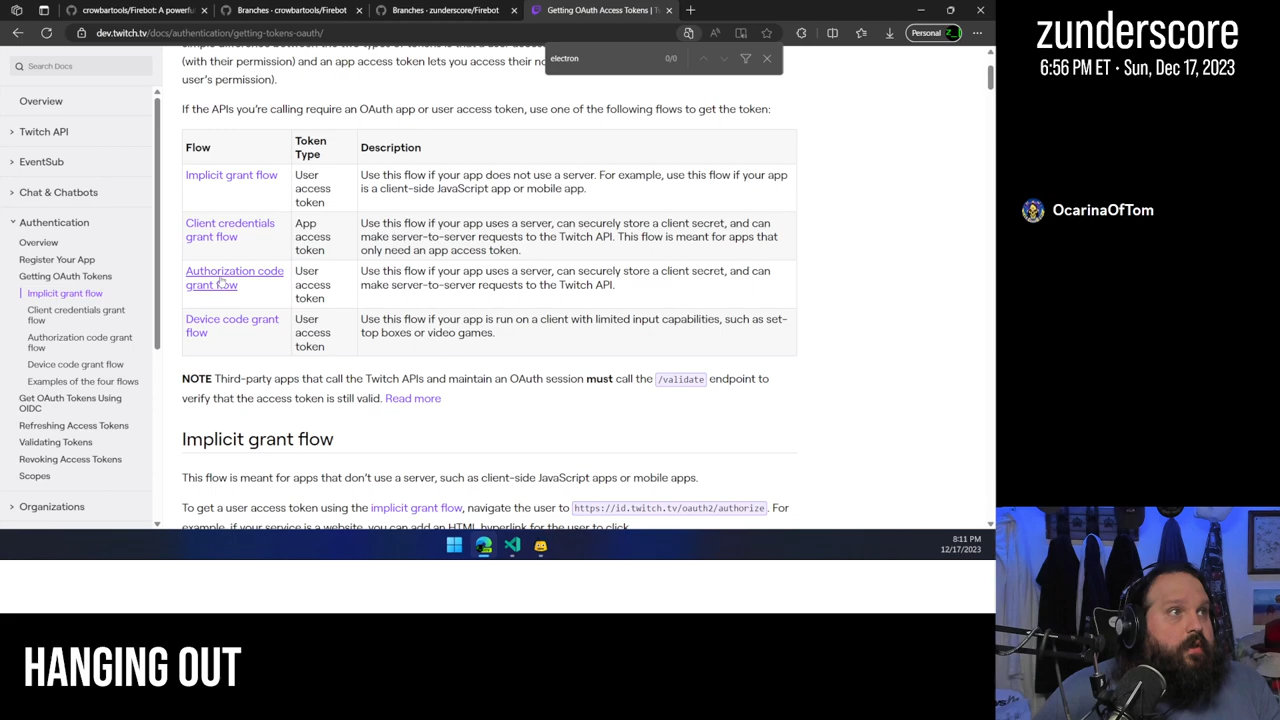 crowbartools/Firebot: A powerfu
Branches - crowbartools/Firebot
Branches - zunderscore/Firebot
Getting OAuth Access Tokens | T
dev.twitch.tv/docs/authentication/getting-tokens-oauth/
Personal
electron
0/0
Search Docs
Overview
Twitch API
EventSub
Chat & Chatbots
Authentication
Overview
Register Your App
Getting OAuth Tokens
Implicit grant flow
Client credentials grant
flow
Authorization code grant
flow
Device code grant flow
Examples of the four flows
Get OAuth Tokens Using
OIDC
Refreshing Access Tokens
Validating Tokens
Revoking Access Tokens
Scopes
Organizations
(with their permission) and an app access token lets you access their no
user's permission).
If the APIs you're calling require an OAuth app or user access token, use one of the following flows to get the token:
Flow
Token
Type
Description
Implicit grant flow
User
access
token
Use this flow if your app does not use a server. For example, use this flow if your app
is a client-side JavaScript app or mobile app.
Client credentials
grant flow
App
access
token
Use this flow if your app uses a server, can securely store a client secret, and can
make server-to-server requests to the Twitch API. This flow is meant for apps that
only need an app access token.
Authorization code
grant flow
User
access
token
Use this flow if your app uses a server, can securely store a client secret, and can
make server-to-server requests to the Twitch API.
Device code grant
flow
User
access
token
Use this flow if your app is run on a client with limited input capabilities, such as set-
top boxes or video games.
NOTE Third-party apps that call the Twitch APIs and maintain an OAuth session must call the /validate endpoint to
verify that the access token is still valid. Read more
Implicit grant flow
This flow is meant for apps that don't use a server, such as client-side JavaScript apps or mobile apps.
To get a user access token using the implicit grant flow, navigate the user to https://id.twitch.tv/oauth2/authorize. For
example, if your service is a website, you can add an HTML hyperlink for the user to click.
8:11 PM
12/17/2023
zunderscore
6:56 PM ET • Sun, Dec 17, 2023
OcarinaOfTom
HANGING OUT